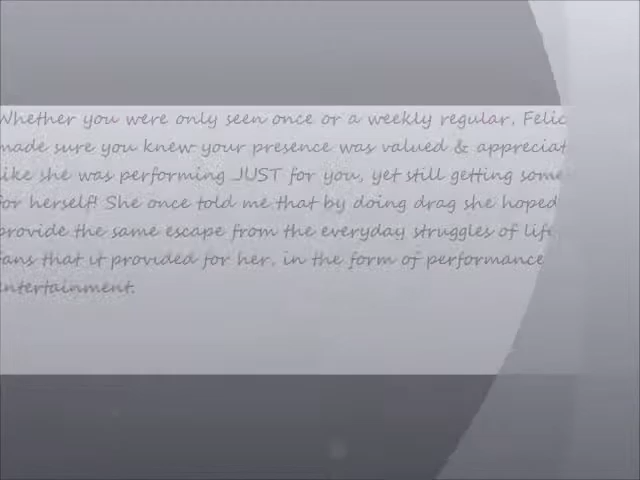 Whether you were only seen once or a weekly regular, Felic
made sure you knew your presence was valued & appreciat
like she was performing JUST for you, yet still getting some
for herself! She once told me that by doing drag she hoped
provide the same escape from the everyday struggles of life
fans that it provided for her, in the form of performance
entertainment.